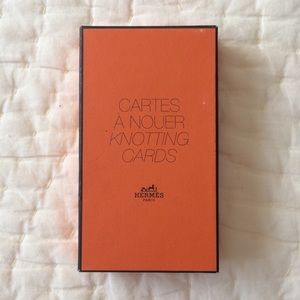 CARTES
À NOUER
KNOTTING
CARDS
HERMÈS
PARIS